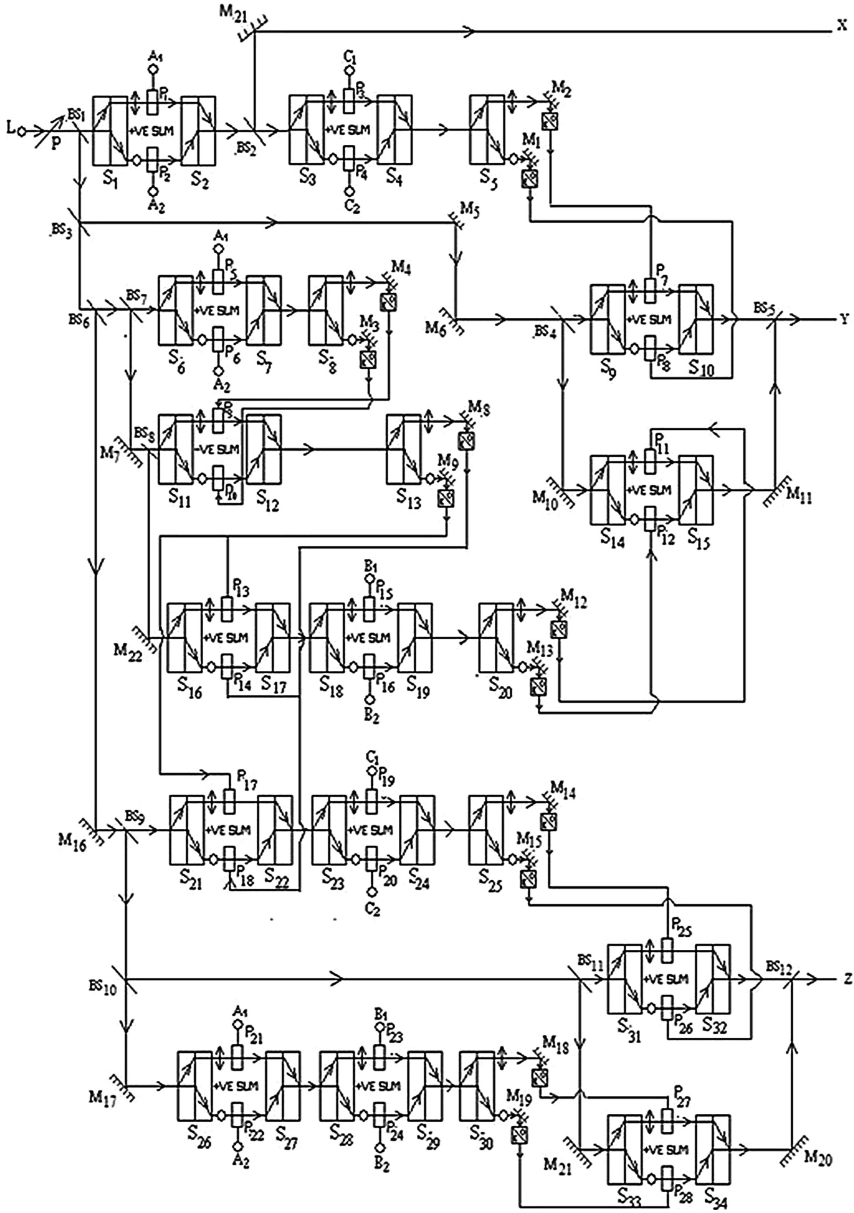 M21 X
A1 C1
L P BS1 P1 +VE SLM P2 BS2 P3 +VE SLM P4 M2 M1
S1 S2 S3 S4 S5
A2 C2
BS3 M5
A1
BS6 BS7 P5 +VE SLM P6 M4 M3 M6 BS4 P7 +VE SLM P8 BS5 Y
S6 S7 S8 S9 S10
A2
M7 BS8 P9 -VE SLM P10 M8 M9
S11 S12 S13
M10 P11 +VE SLM P12 M11
S14 S15
B1
M22 P13 +VE SLM P14 P15 +VE SLM P16 M12 M13
S16 S17 S18 S19 S20
B2
C1
M16 BS9 P17 +VE SLM P18 P19 +VE SLM P20 M14 M15
S21 S22 S23 S24 S25
C2
BS10 BS11 P25 +VE SLM P26 BS12 Z
S31 S32
A1 B1
M17 P21 +VE SLM P22 P23 +VE SLM P24 M18 M19
S26 S27 S28 S29 S30
A2 B2
M21 P27 +VE SLM P28 M20
S33 S34